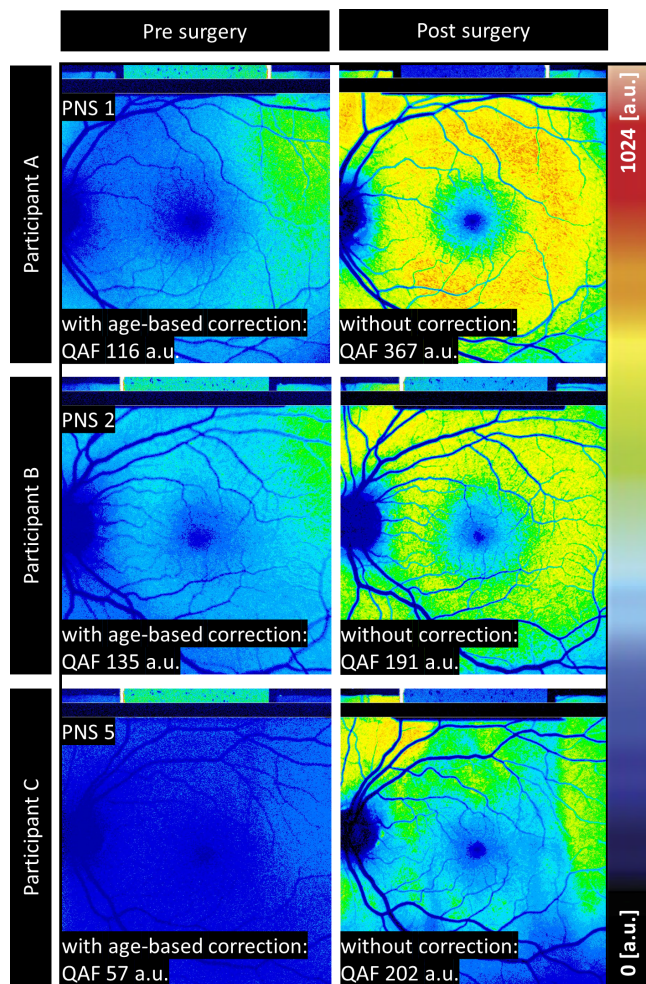 Pre surgery
Post surgery
Participant A
PNS 1
with age-based correction:
QAF 116 a.u.
without correction:
QAF 367 a.u.
Participant B
PNS 2
with age-based correction:
QAF 135 a.u.
without correction:
QAF 191 a.u.
Participant C
PNS 5
with age-based correction:
QAF 57 a.u.
without correction:
QAF 202 a.u.
1024 [a.u.]
0 [a.u.]